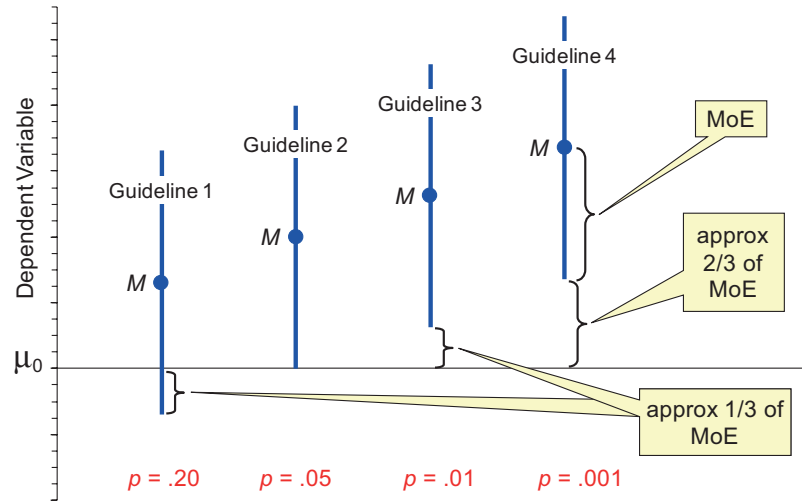 Dependent Variable
μ0
Guideline 1
M
Guideline 2
M
Guideline 3
M
Guideline 4
M
MoE
approx
2/3 of
MoE
approx 1/3 of
MoE
p = .20
p = .05
p = .01
p = .001